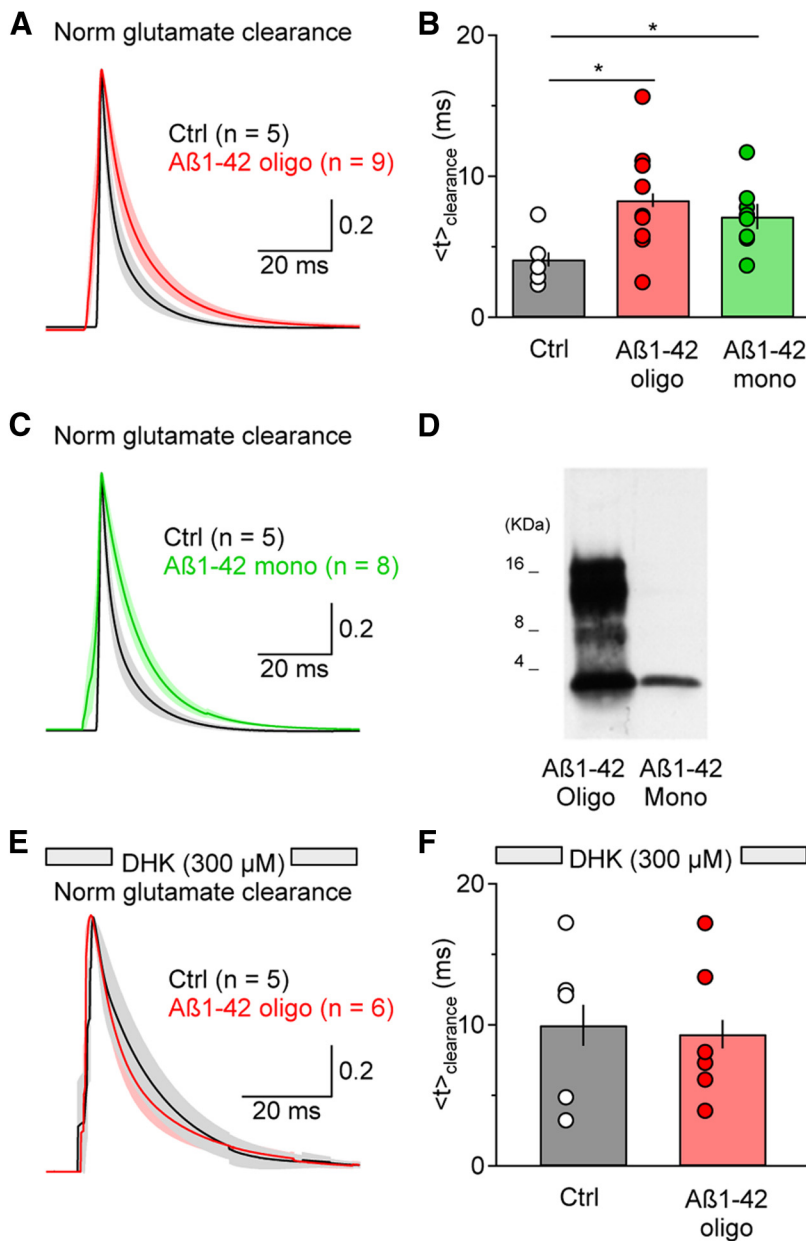 A
Norm glutamate clearance
Ctrl (n = 5)
Aß1-42 oligo (n = 9)
0.2
20 ms
B
20
10
0
<t>clearance (ms)
*
*
Ctrl
Aß1-42
oligo
Aß1-42
mono
C
Norm glutamate clearance
Ctrl (n = 5)
Aß1-42 mono (n = 8)
0.2
20 ms
D
(KDa)
16
8
4
Aß1-42
Oligo
Aß1-42
Mono
E
DHK (300 µM)
Norm glutamate clearance
Ctrl (n = 5)
Aß1-42 oligo (n = 6)
0.2
20 ms
F
DHK (300 µM)
20
10
0
<t>clearance (ms)
Ctrl
Aß1-42
oligo